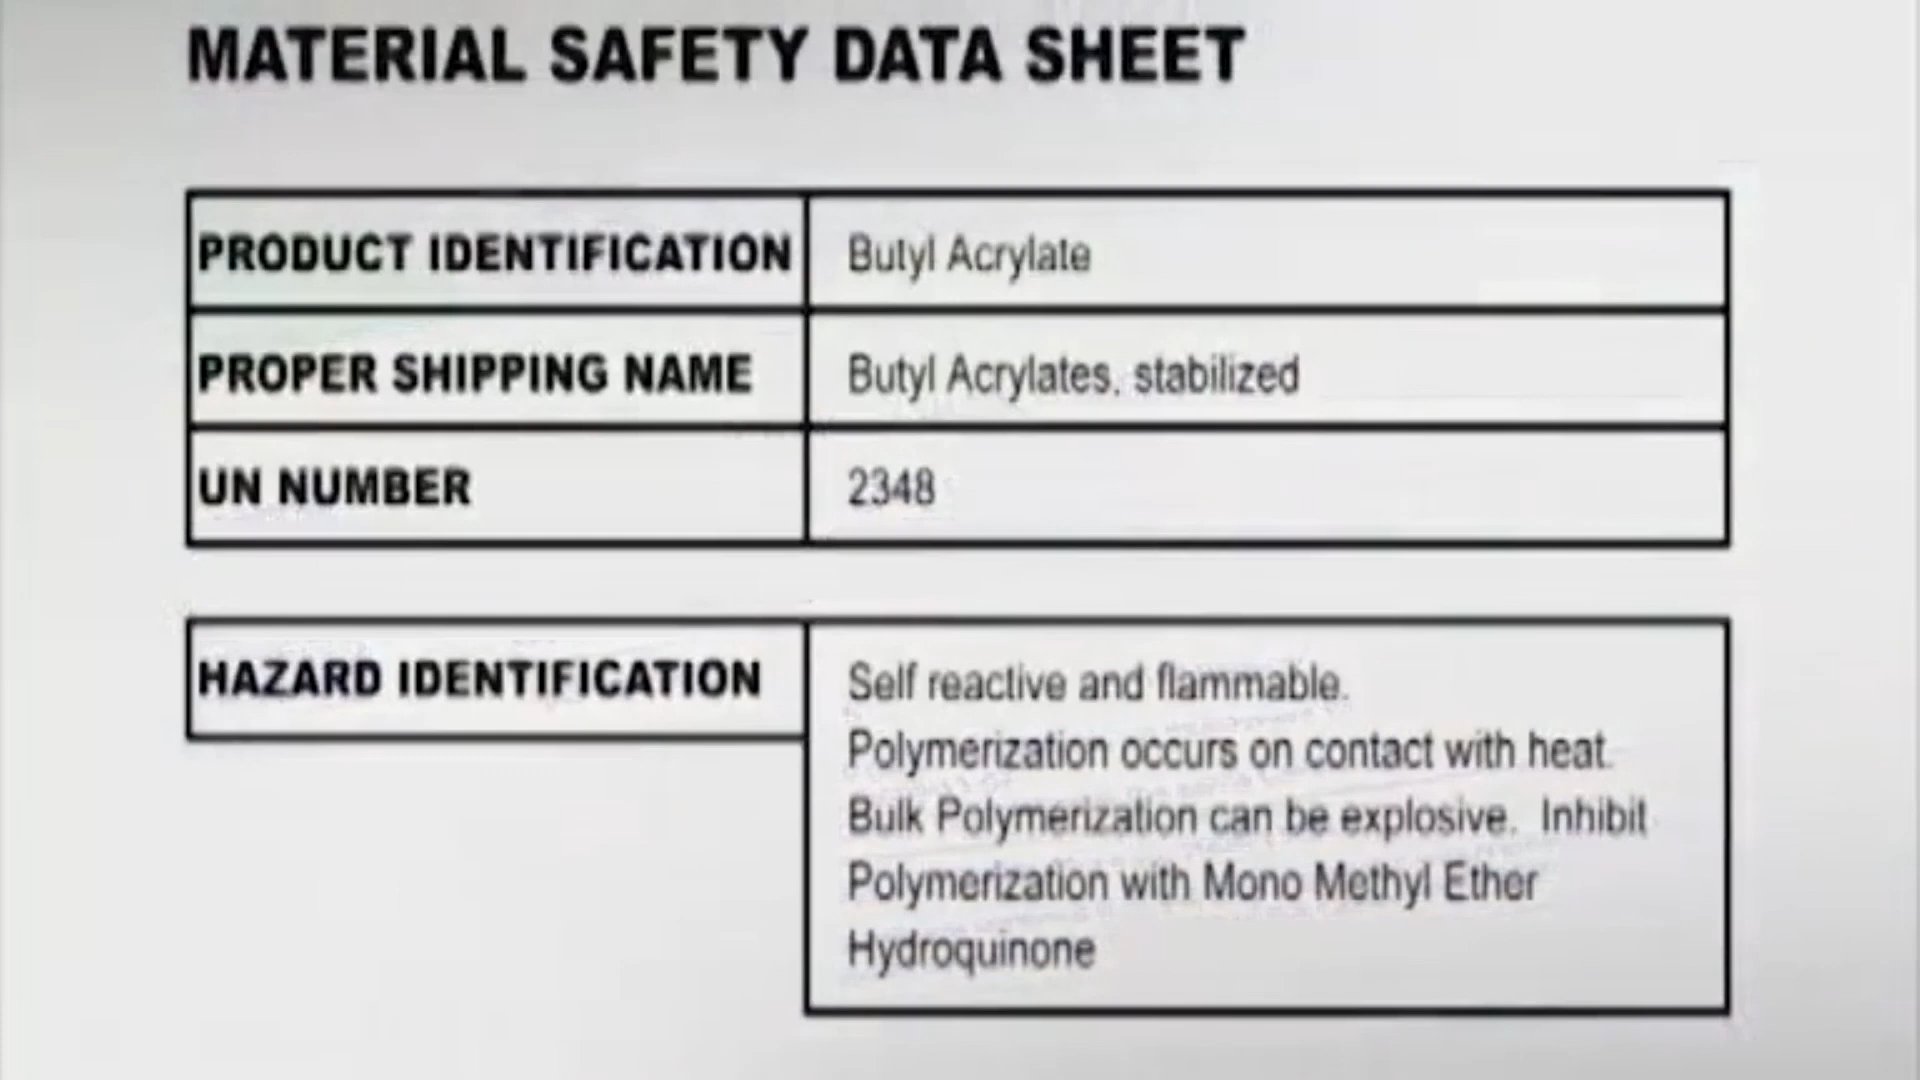 MATERIAL SAFETY DATA SHEET
PRODUCT IDENTIFICATION Butyl Acrylate
PROPER SHIPPING NAME Butyl Acrylates, stabilized
UN NUMBER 2348
HAZARD IDENTIFICATION Self reactive and flammable.
Polymerization occurs on contact with heat.
Bulk Polymerization can be explosive. Inhibit
Polymerization with Mono Methyl Ether
Hydroquinone